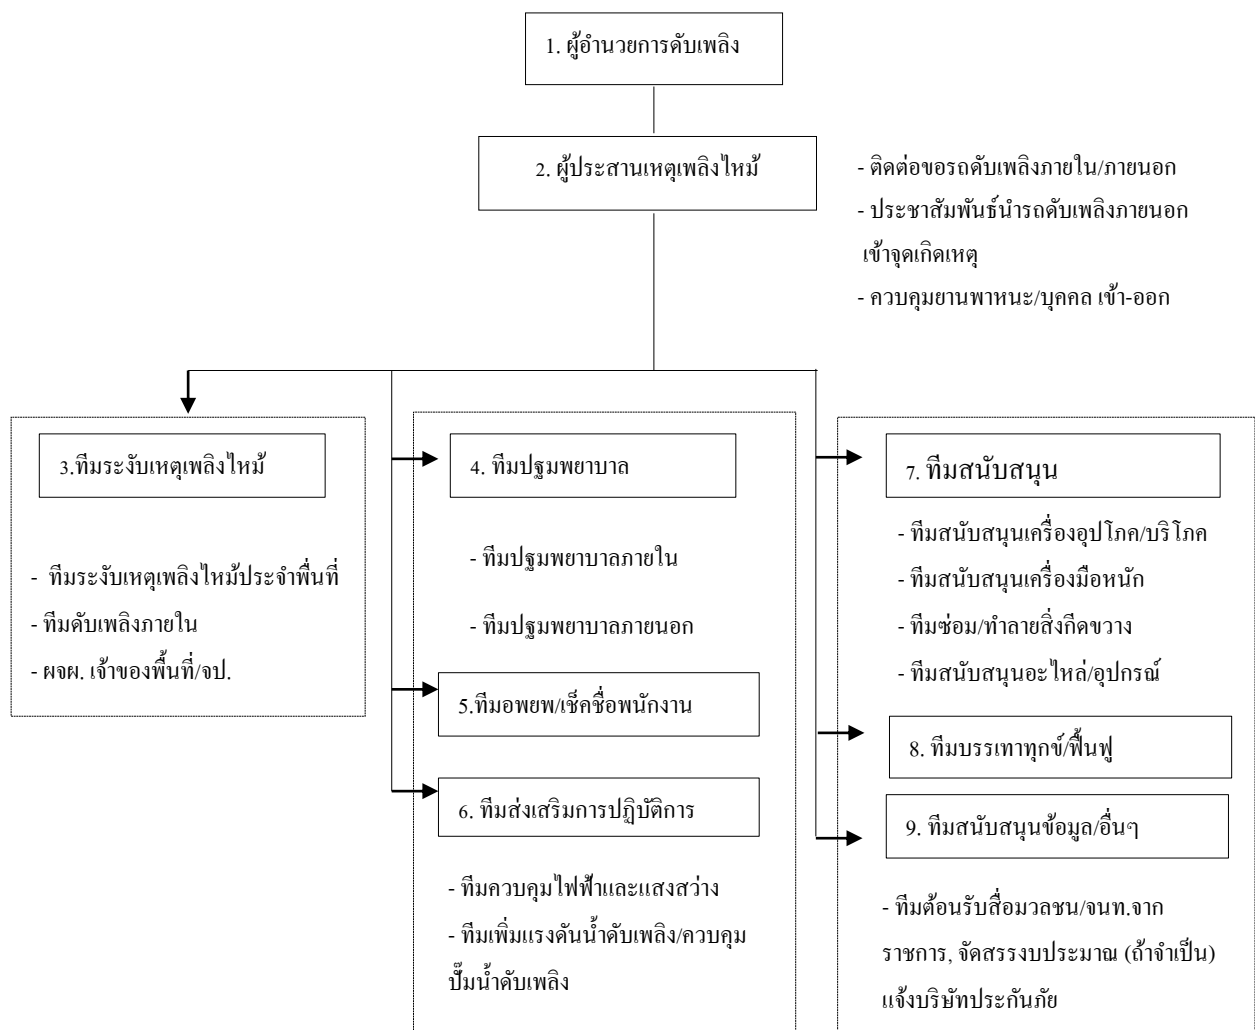 1. ผู้อำนวยการดับเพลิง
2. ผู้ประสานเหตุเพลิงไหม้
- ติดต่อขอรถดับเพลิงภายใน/ภายนอก
- ประชาสัมพันธ์นำรถดับเพลิงภายนอก
เข้าจุดเกิดเหตุ
- ควบคุมยานพาหนะ/บุคคล เข้า-ออก
3.ทีมระงับเหตุเพลิงไหม้
- ทีมระงับเหตุเพลิงไหม้ประจำพื้นที่
- ทีมดับเพลิงภายใน
- ผจผ. เจ้าของพื้นที่/จป.
4. ทีมปฐมพยาบาล
- ทีมปฐมพยาบาลภายใน
- ทีมปฐมพยาบาลภายนอก
5.ทีมอพยพ/เช็คชื่อพนักงาน
6. ทีมส่งเสริมการปฏิบัติการ
- ทีมควบคุมไฟฟ้าและแสงสว่าง
- ทีมเพิ่มแรงดันน้ำดับเพลิง/ควบคุม
ปั๊มน้ำดับเพลิง
7. ทีมสนับสนุน
- ทีมสนับสนุนเครื่องอุปโภค/บริโภค
- ทีมสนับสนุนเครื่องมือหนัก
- ทีมซ่อม/ทำลายสิ่งกีดขวาง
- ทีมสนับสนุนอะไหล่/อุปกรณ์
8. ทีมบรรเทาทุกข์/ฟื้นฟู
9. ทีมสนับสนุนข้อมูล/อื่นๆ
- ทีมต้อนรับสื่อมวลชน/จนท.จาก
ราชการ, จัดสรรงบประมาณ (ถ้าจำเป็น)
แจ้งบริษัทประกันภัย